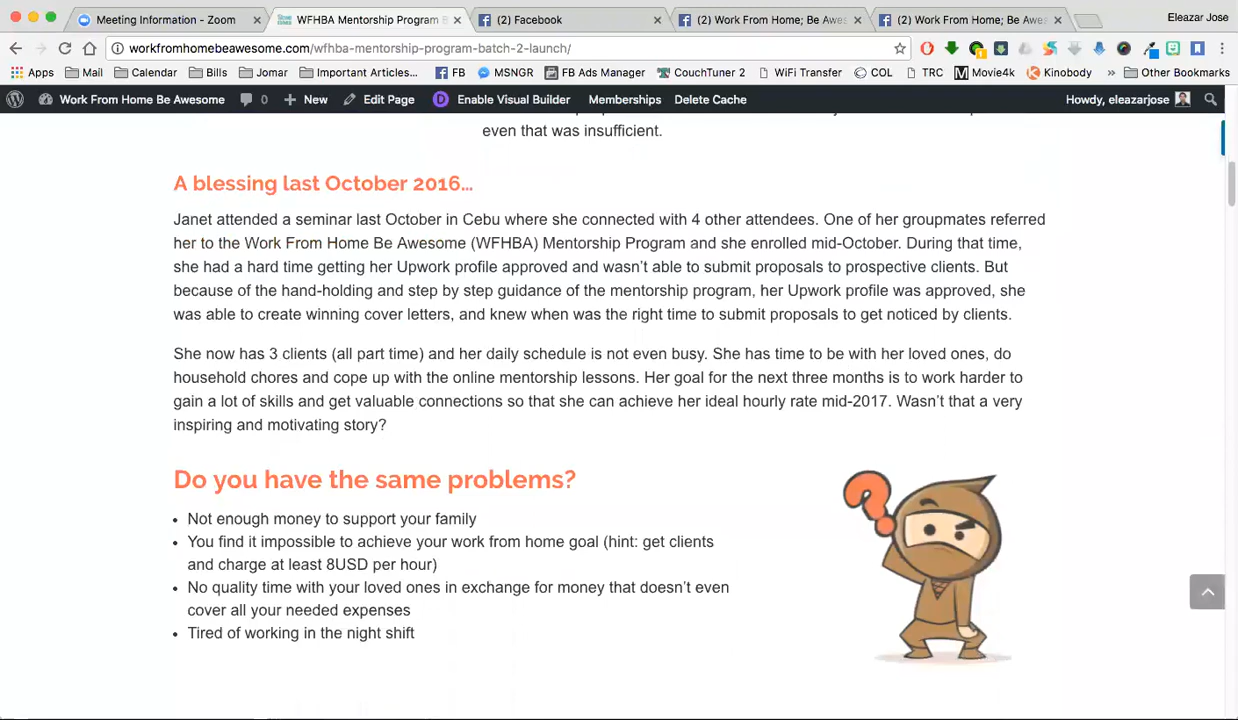 Meeting Information - Zoom
WFHBA Mentorship Program B
(2) Facebook
(2) Work From Home; Be Awes
(2) Work From Home; Be Awes
Eleazar Jose
workfromhomebeawesome.com/wfhba-mentorship-program-batch-2-launch/
Apps Mail Calendar Bills Jomar Important Articles... FB MSNGR FB Ads Manager CouchTuner 2 WiFi Transfer COL TRC Movie4k Kinobody » Other Bookmarks
Work From Home Be Awesome 0 New Edit Page Enable Visual Builder Memberships Delete Cache Howdy, eleazarjose
even that was insufficient.
A blessing last October 2016...
Janet attended a seminar last October in Cebu where she connected with 4 other attendees. One of her groupmates referred
her to the Work From Home Be Awesome (WFHBA) Mentorship Program and she enrolled mid-October. During that time,
she had a hard time getting her Upwork profile approved and wasn't able to submit proposals to prospective clients. But
because of the hand-holding and step by step guidance of the mentorship program, her Upwork profile was approved, she
was able to create winning cover letters, and knew when was the right time to submit proposals to get noticed by clients.
She now has 3 clients (all part time) and her daily schedule is not even busy. She has time to be with her loved ones, do
household chores and cope up with the online mentorship lessons. Her goal for the next three months is to work harder to
gain a lot of skills and get valuable connections so that she can achieve her ideal hourly rate mid-2017. Wasn't that a very
inspiring and motivating story?
Do you have the same problems?
• Not enough money to support your family
• You find it impossible to achieve your work from home goal (hint: get clients
and charge at least 8USD per hour)
• No quality time with your loved ones in exchange for money that doesn't even
cover all your needed expenses
• Tired of working in the night shift